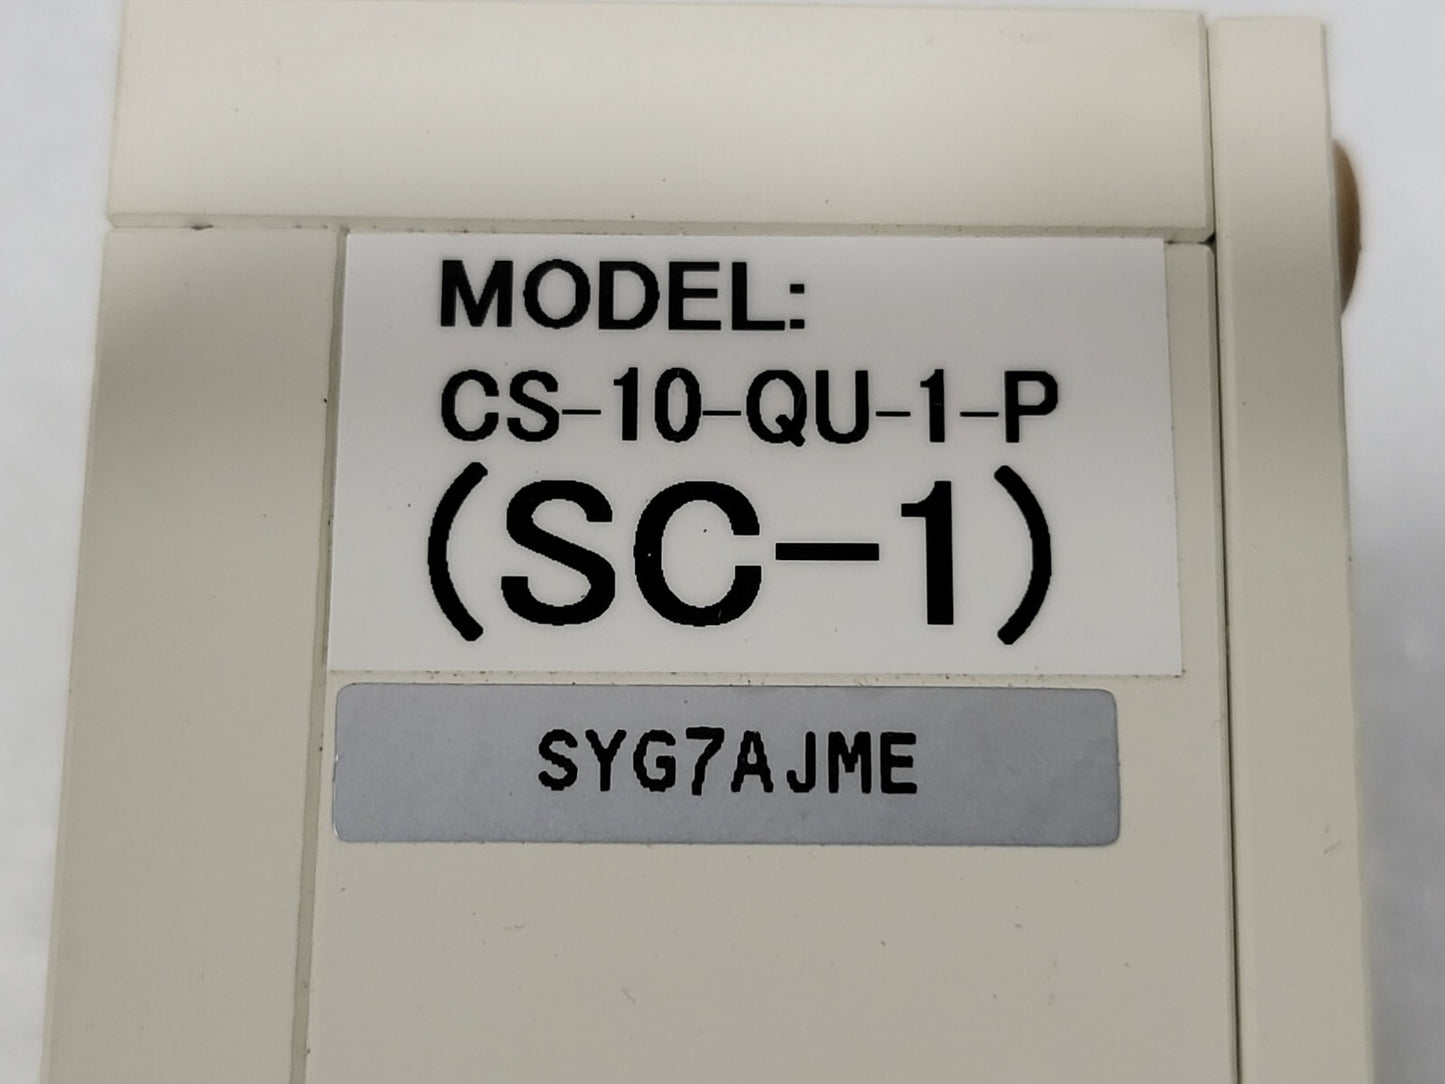 MODEL:
CS-10-QU-1-P
(SC-1)
SYG7AJME